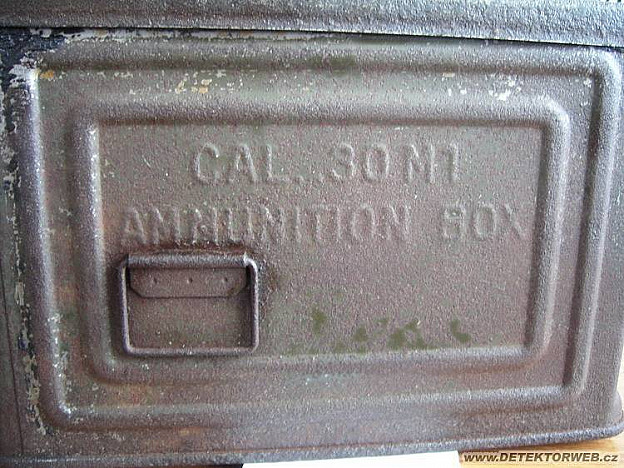 CAL. .30 M1
AMMUNITION BOX
www.DETEKTORWEB.cz